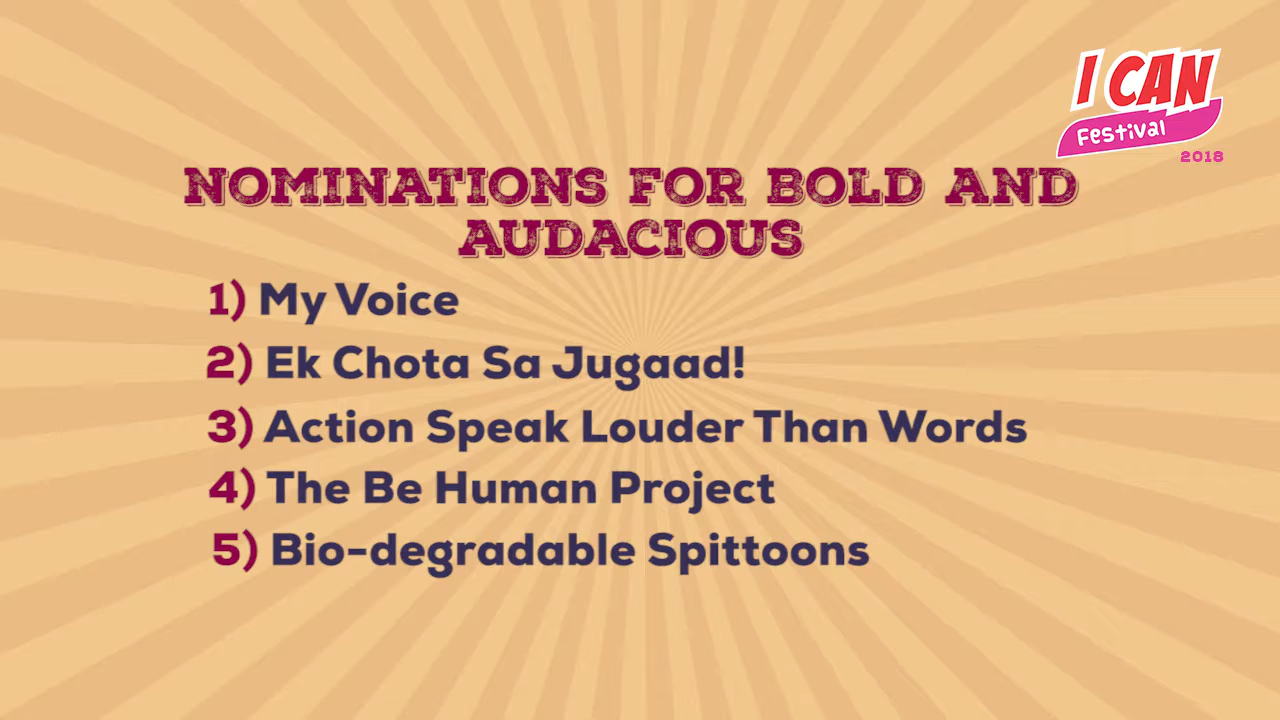 I CAN
Festival
2018
NOMINATIONS FOR BOLD AND
AUDACIOUS
1) My Voice
2) Ek Chota Sa Jugaad!
3) Action Speak Louder Than Words
4) The Be Human Project
5) Bio-degradable Spittoons